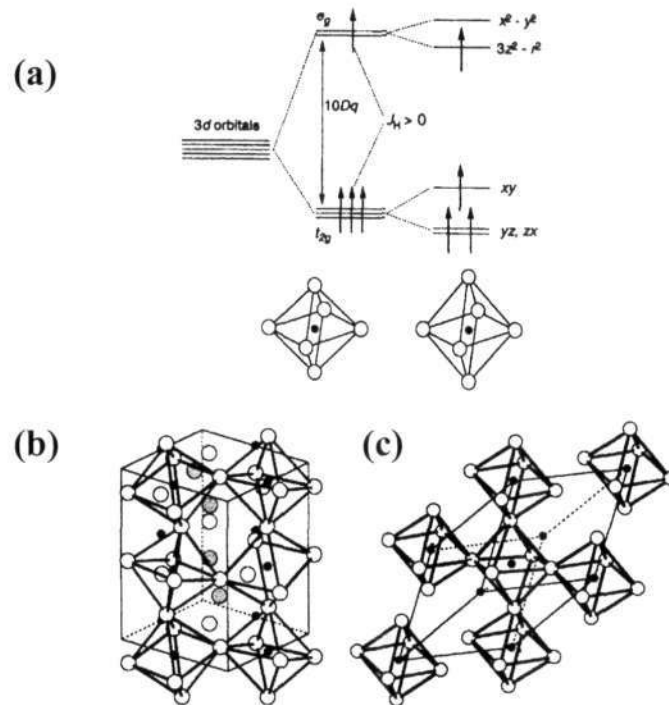 (a)
e_g
x² - y²
3z² - r²
10Dq
J_H > 0
3d orbitals
xy
t_2g
yz, zx
(b)
(c)